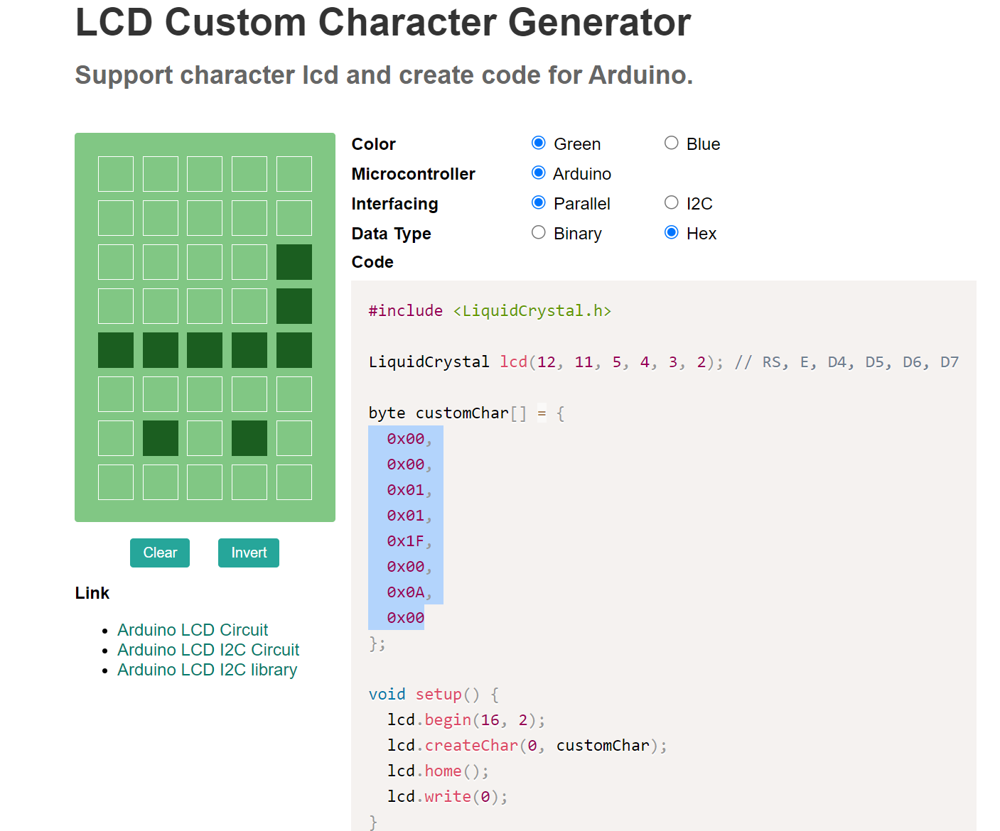 LCD Custom Character Generator
Support character lcd and create code for Arduino.
Color Green Blue
Microcontroller Arduino
Interfacing Parallel I2C
Data Type Binary Hex
Code
#include <LiquidCrystal.h>
LiquidCrystal lcd(12, 11, 5, 4, 3, 2); // RS, E, D4, D5, D6, D7
byte customChar[] = {
0x00,
0x00,
0x01,
0x01,
0x1F,
0x00,
0x0A,
0x00
};
void setup() {
lcd.begin(16, 2);
lcd.createChar(0, customChar);
lcd.home();
lcd.write(0);
}
Clear Invert
Link
Arduino LCD Circuit
Arduino LCD I2C Circuit
Arduino LCD I2C library